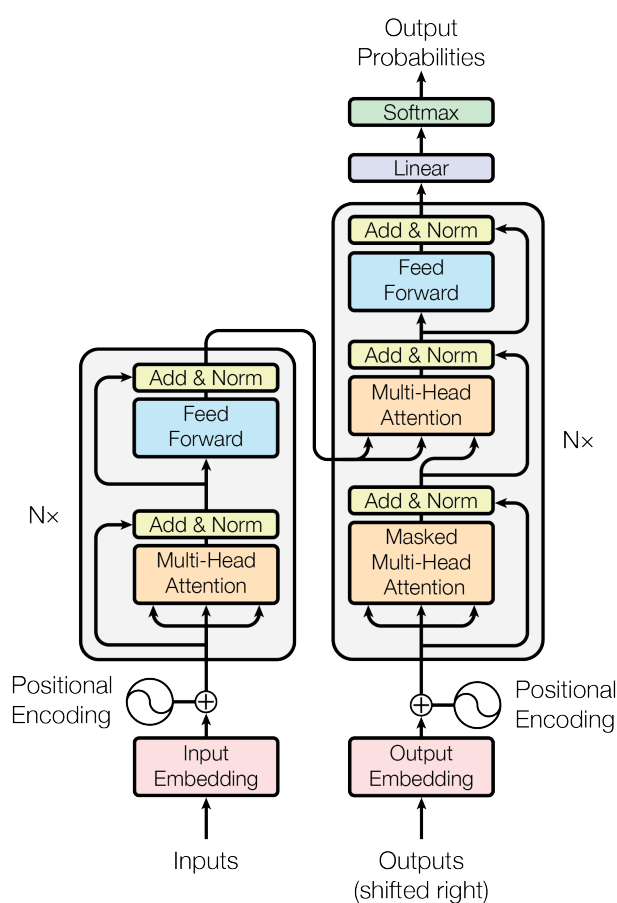 Output
Probabilities
Softmax
Linear
Add & Norm
Feed
Forward
Add & Norm
Multi-Head
Attention
Nx
Add & Norm
Masked
Multi-Head
Attention
Positional
Encoding
Output
Embedding
Outputs
(shifted right)
Add & Norm
Feed
Forward
Nx
Add & Norm
Multi-Head
Attention
Positional
Encoding
Input
Embedding
Inputs